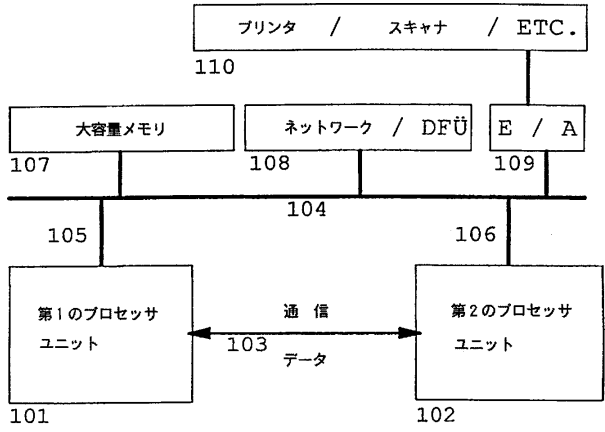 プリンタ / スキャナ / ETC.
110
大容量メモリ
ネットワーク / DFÜ
E / A
107
108
109
104
105
106
第1のプロセッサ
ユニット
通信
103
データ
第2のプロセッサ
ユニット
101
102